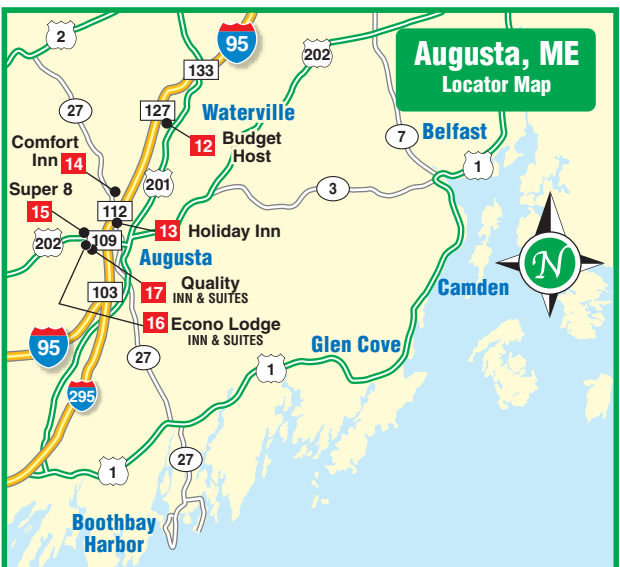 Augusta, ME
Locator Map
2
95
202
133
27
127
Waterville
12 Budget
Host
7
Belfast
1
Comfort
Inn 14
201
3
Super 8
15
112
13 Holiday Inn
202
109
Augusta
N
17 Quality
INN & SUITES
103
Camden
16 Econo Lodge
INN & SUITES
95
27
Glen Cove
1
295
1
27
Boothbay
Harbor